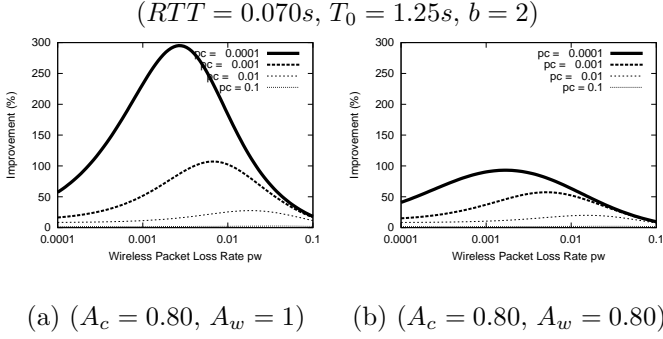 (RTT = 0.070s, T₀ = 1.25s, b = 2)
300
250
200
150
100
50
0
Improvement (%)
0.0001 0.001 0.01 0.1
Wireless Packet Loss Rate pw
pc = 0.0001
pc = 0.001
pc = 0.01
pc = 0.1
300
250
200
150
100
50
0
Improvement (%)
0.0001 0.001 0.01 0.1
Wireless Packet Loss Rate pw
pc = 0.0001
pc = 0.001
pc = 0.01
pc = 0.1
(a) (A_c = 0.80, A_w = 1) (b) (A_c = 0.80, A_w = 0.80)